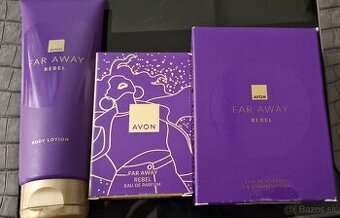 AVON
FAR AWAY
REBEL
BODY LOTION
AVON
FAR AWAY
REBEL
EAU DE PARFUM
AVON
FAR AWAY
REBEL
Bazos.sk